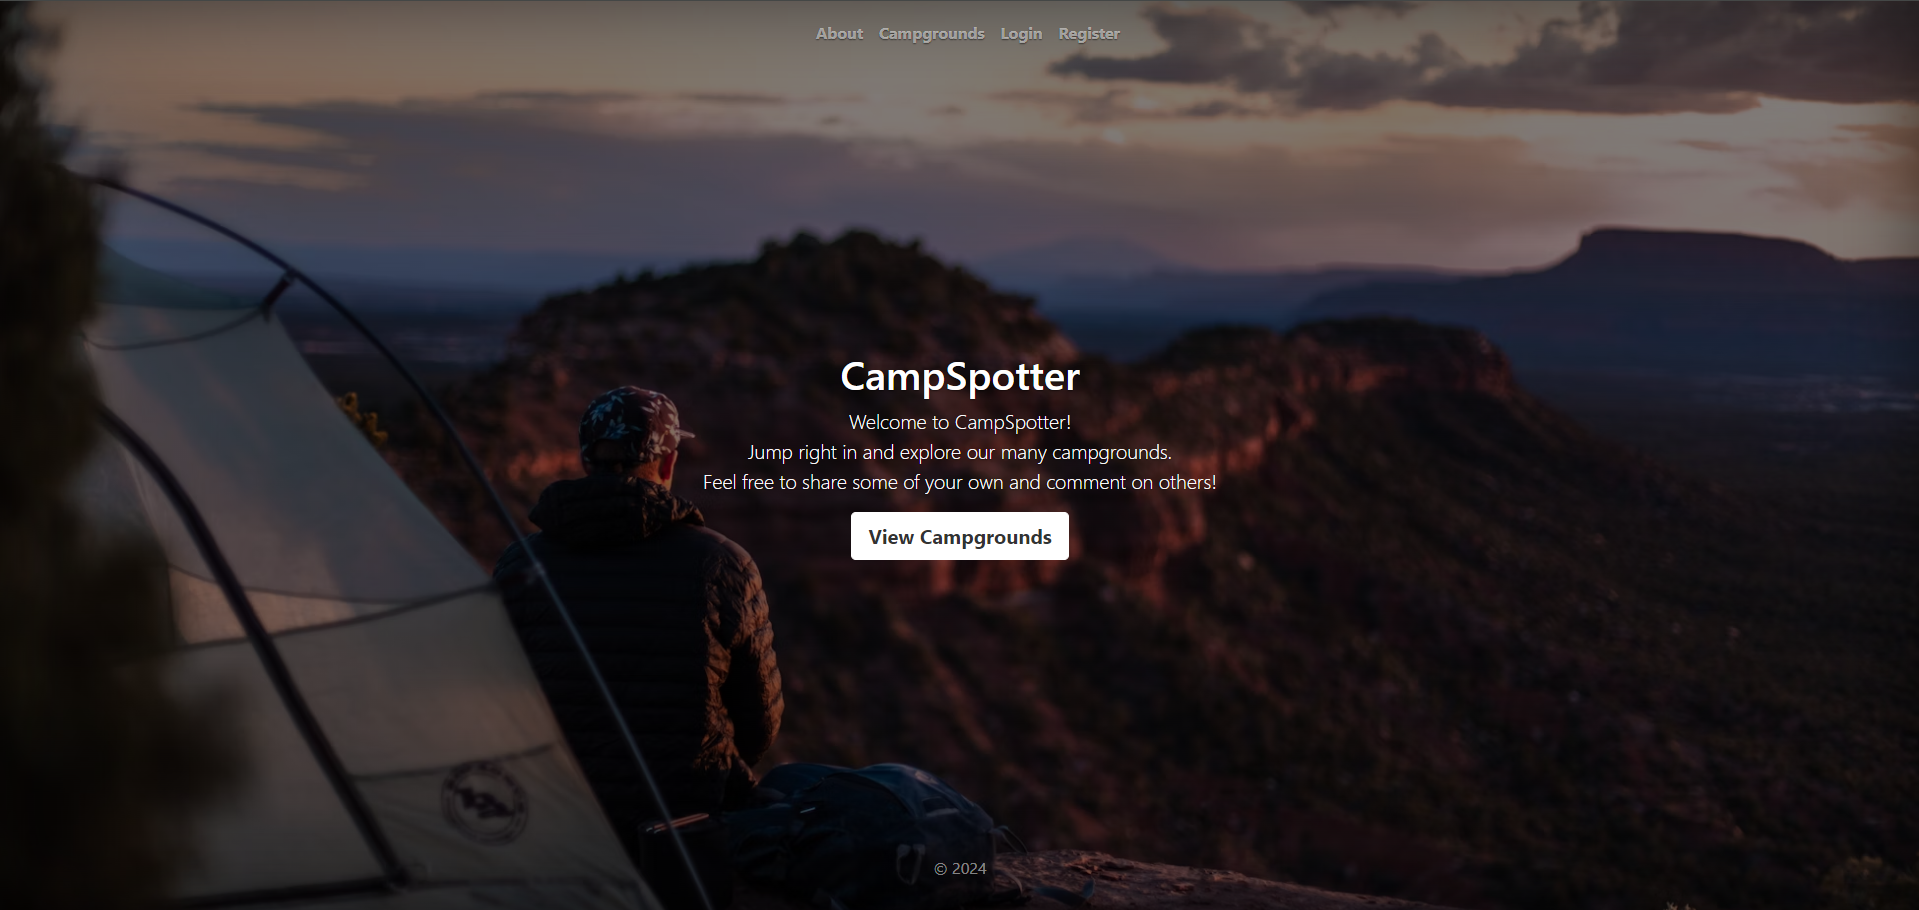 About Campgrounds Login Register
CampSpotter
Welcome to CampSpotter!
Jump right in and explore our many campgrounds.
Feel free to share some of your own and comment on others!
View Campgrounds
© 2024